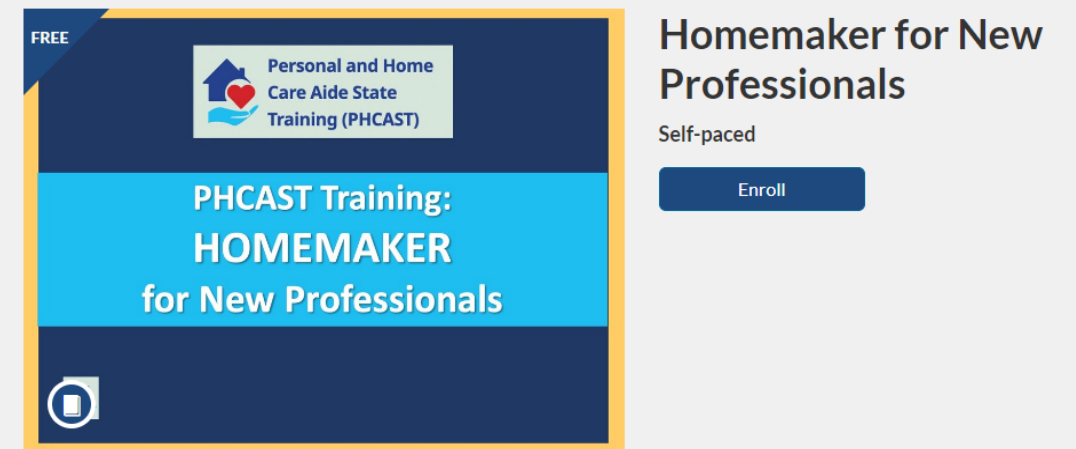 FREE
Personal and Home
Care Aide State
Training (PHCAST)
PHCAST Training:
HOMEMAKER
for New Professionals
Homemaker for New
Professionals
Self-paced
Enroll